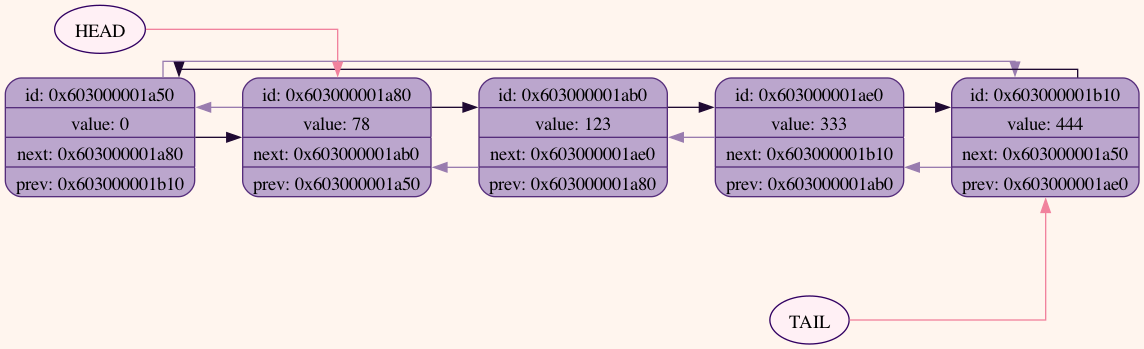 HEAD
id: 0x603000001a50
value: 0
next: 0x603000001a80
prev: 0x603000001b10
id: 0x603000001a80
value: 78
next: 0x603000001ab0
prev: 0x603000001a50
id: 0x603000001ab0
value: 123
next: 0x603000001ae0
prev: 0x603000001a80
id: 0x603000001ae0
value: 333
next: 0x603000001b10
prev: 0x603000001ab0
id: 0x603000001b10
value: 444
next: 0x603000001a50
prev: 0x603000001ae0
TAIL